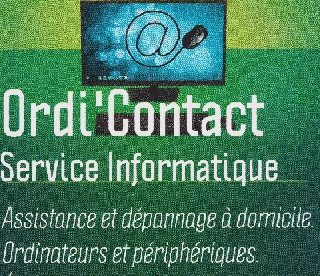 @
Ordi'Contact
Service Informatique
Assistance et dépannage à domicile.
Ordinateurs et périphériques.